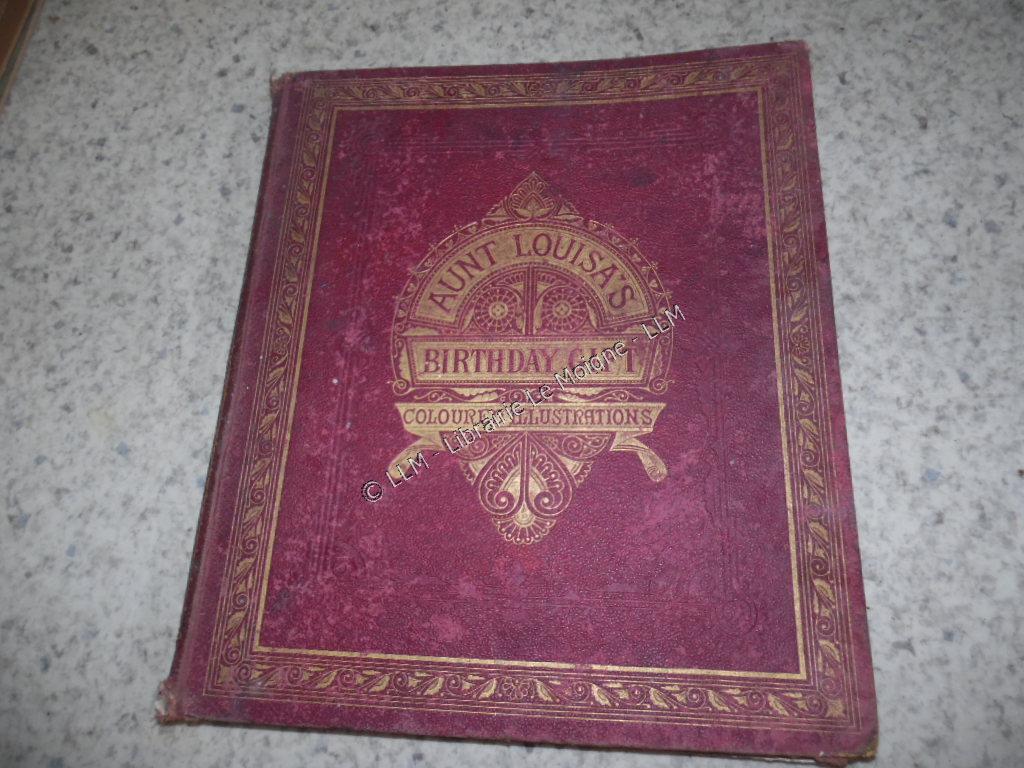 AUNT LOUISA'S
BIRTHDAY GIFT
COLOURED ILLUSTRATIONS
© LLM - Librairie Le Moigne - LLM